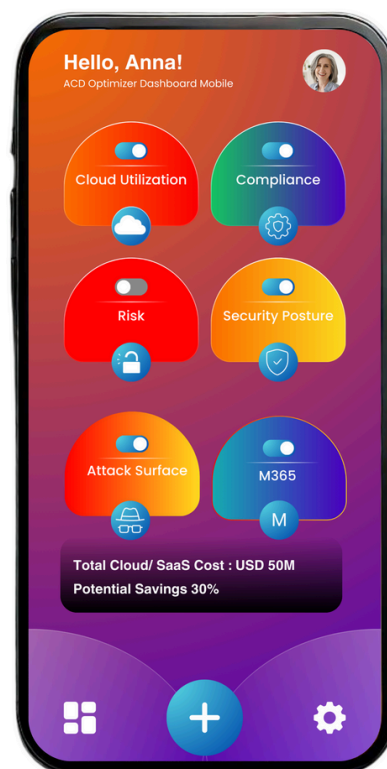 Hello, Anna!
ACD Optimizer Dashboard Mobile
Cloud Utilization
Compliance
Risk
Security Posture
Attack Surface
M365
M
Total Cloud/ SaaS Cost : USD 50M
Potential Savings 30%